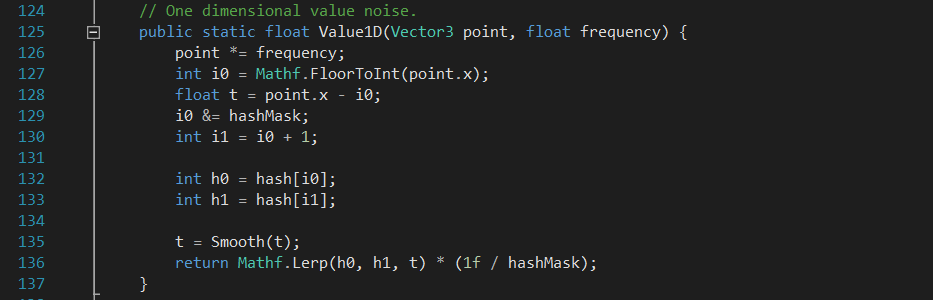 124 // One dimensional value noise.
125 public static float Value1D(Vector3 point, float frequency) {
126 point *= frequency;
127 int i0 = Mathf.FloorToInt(point.x);
128 float t = point.x - i0;
129 i0 &= hashMask;
130 int i1 = i0 + 1;
131
132 int h0 = hash[i0];
133 int h1 = hash[i1];
134
135 t = Smooth(t);
136 return Mathf.Lerp(h0, h1, t) * (1f / hashMask);
137 }